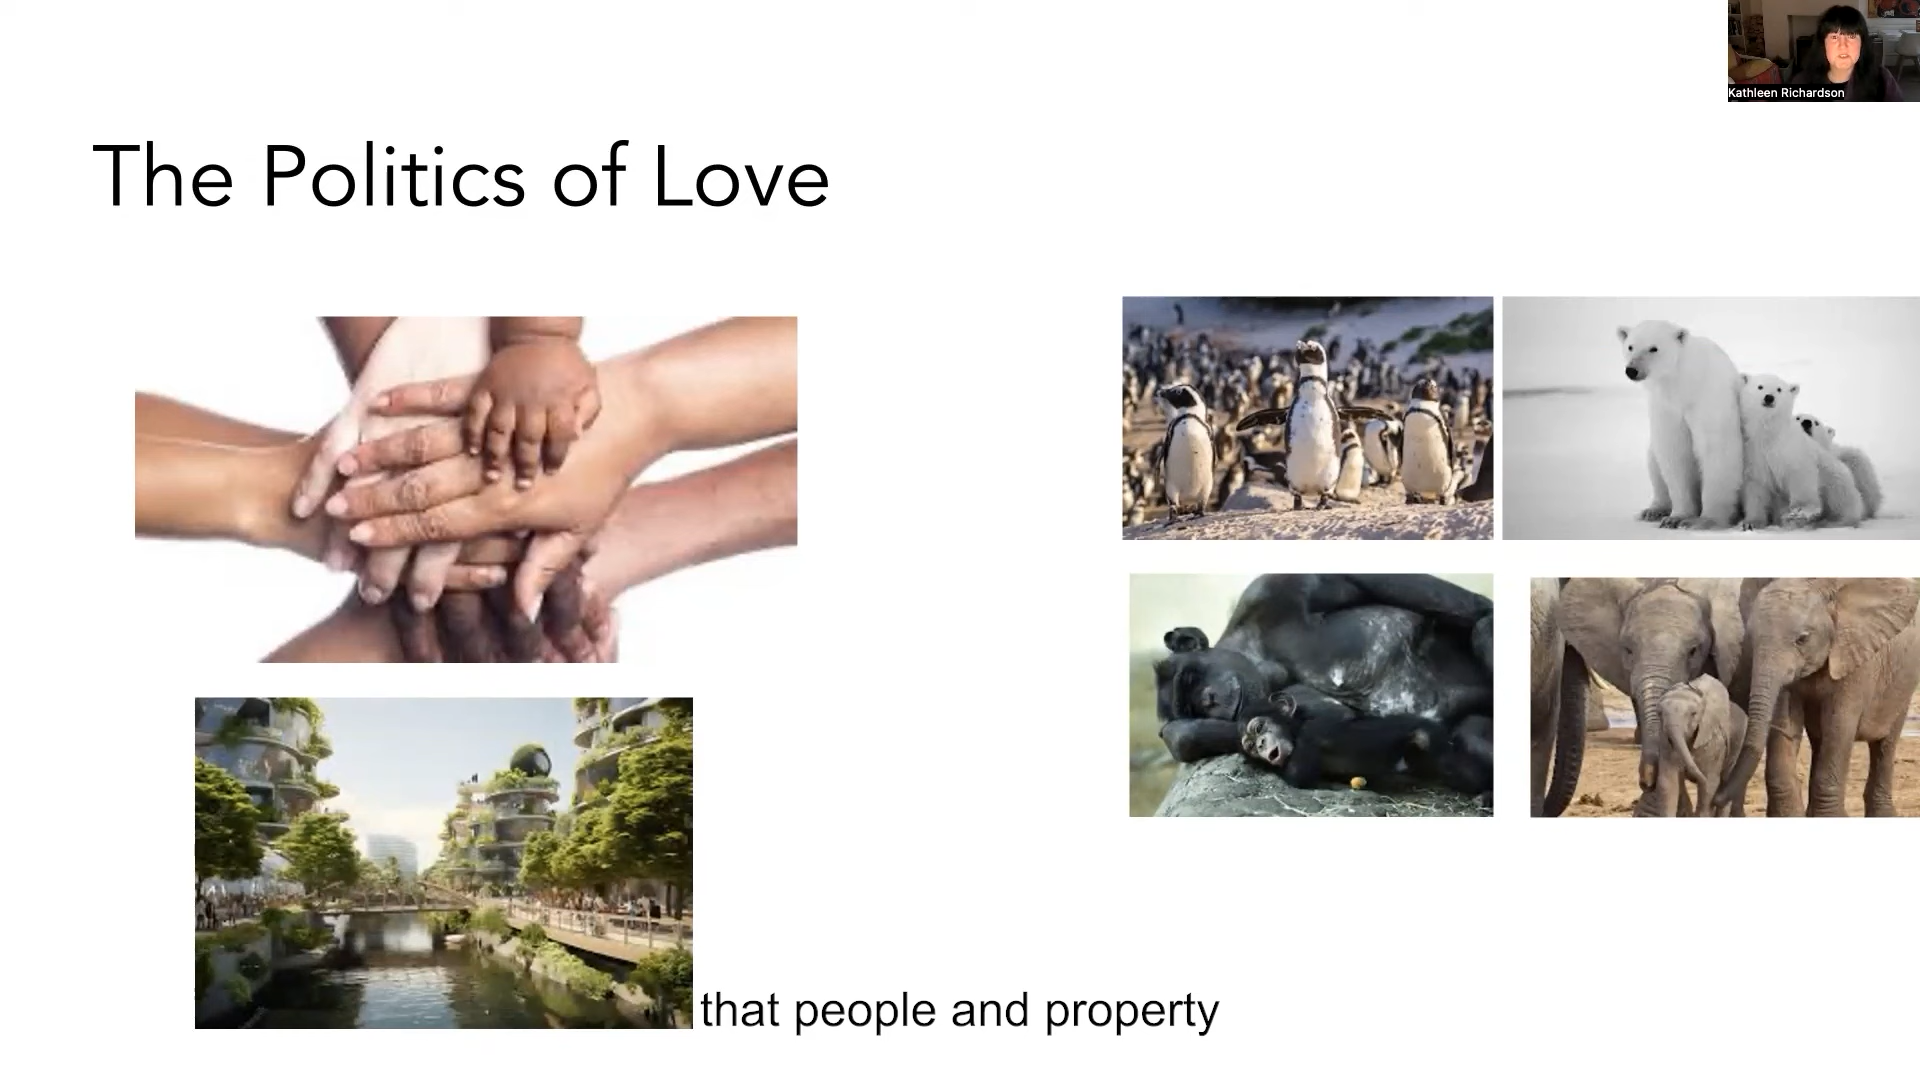 Kathleen Richardson
The Politics of Love
that people and property